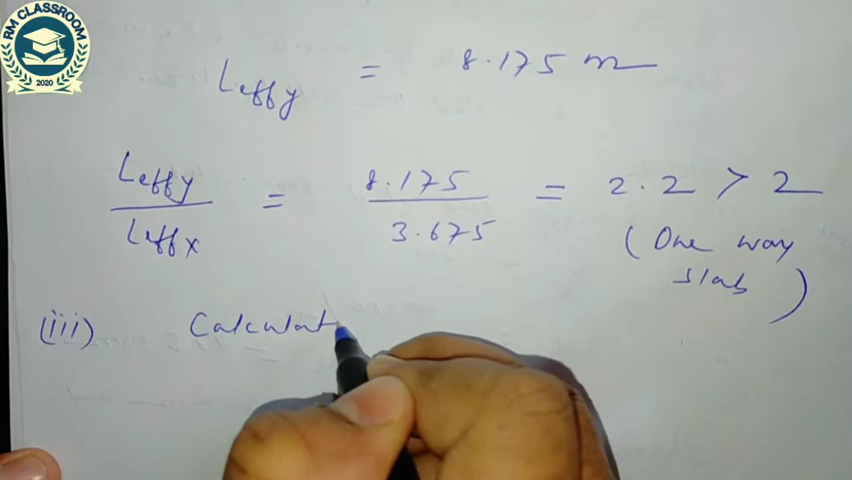 RM CLASSROOM
2020
Leffy = 8.175 m
Leffy / Leffx = 8.175 / 3.675 = 2.2 > 2
(One way
slab)
(iii) Calculat